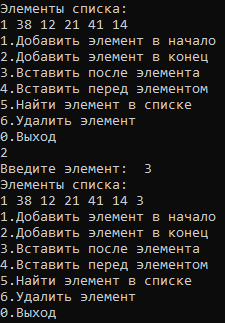 Элементы списка:
1 38 12 21 41 14
1.Добавить элемент в начало
2.Добавить элемент в конец
3.Вставить после элемента
4.Вставить перед элементом
5.Найти элемент в списке
6.Удалить элемент
0.Выход
2
Введите элемент:  3
Элементы списка:
1 38 12 21 41 14 3
1.Добавить элемент в начало
2.Добавить элемент в конец
3.Вставить после элемента
4.Вставить перед элементом
5.Найти элемент в списке
6.Удалить элемент
0.Выход